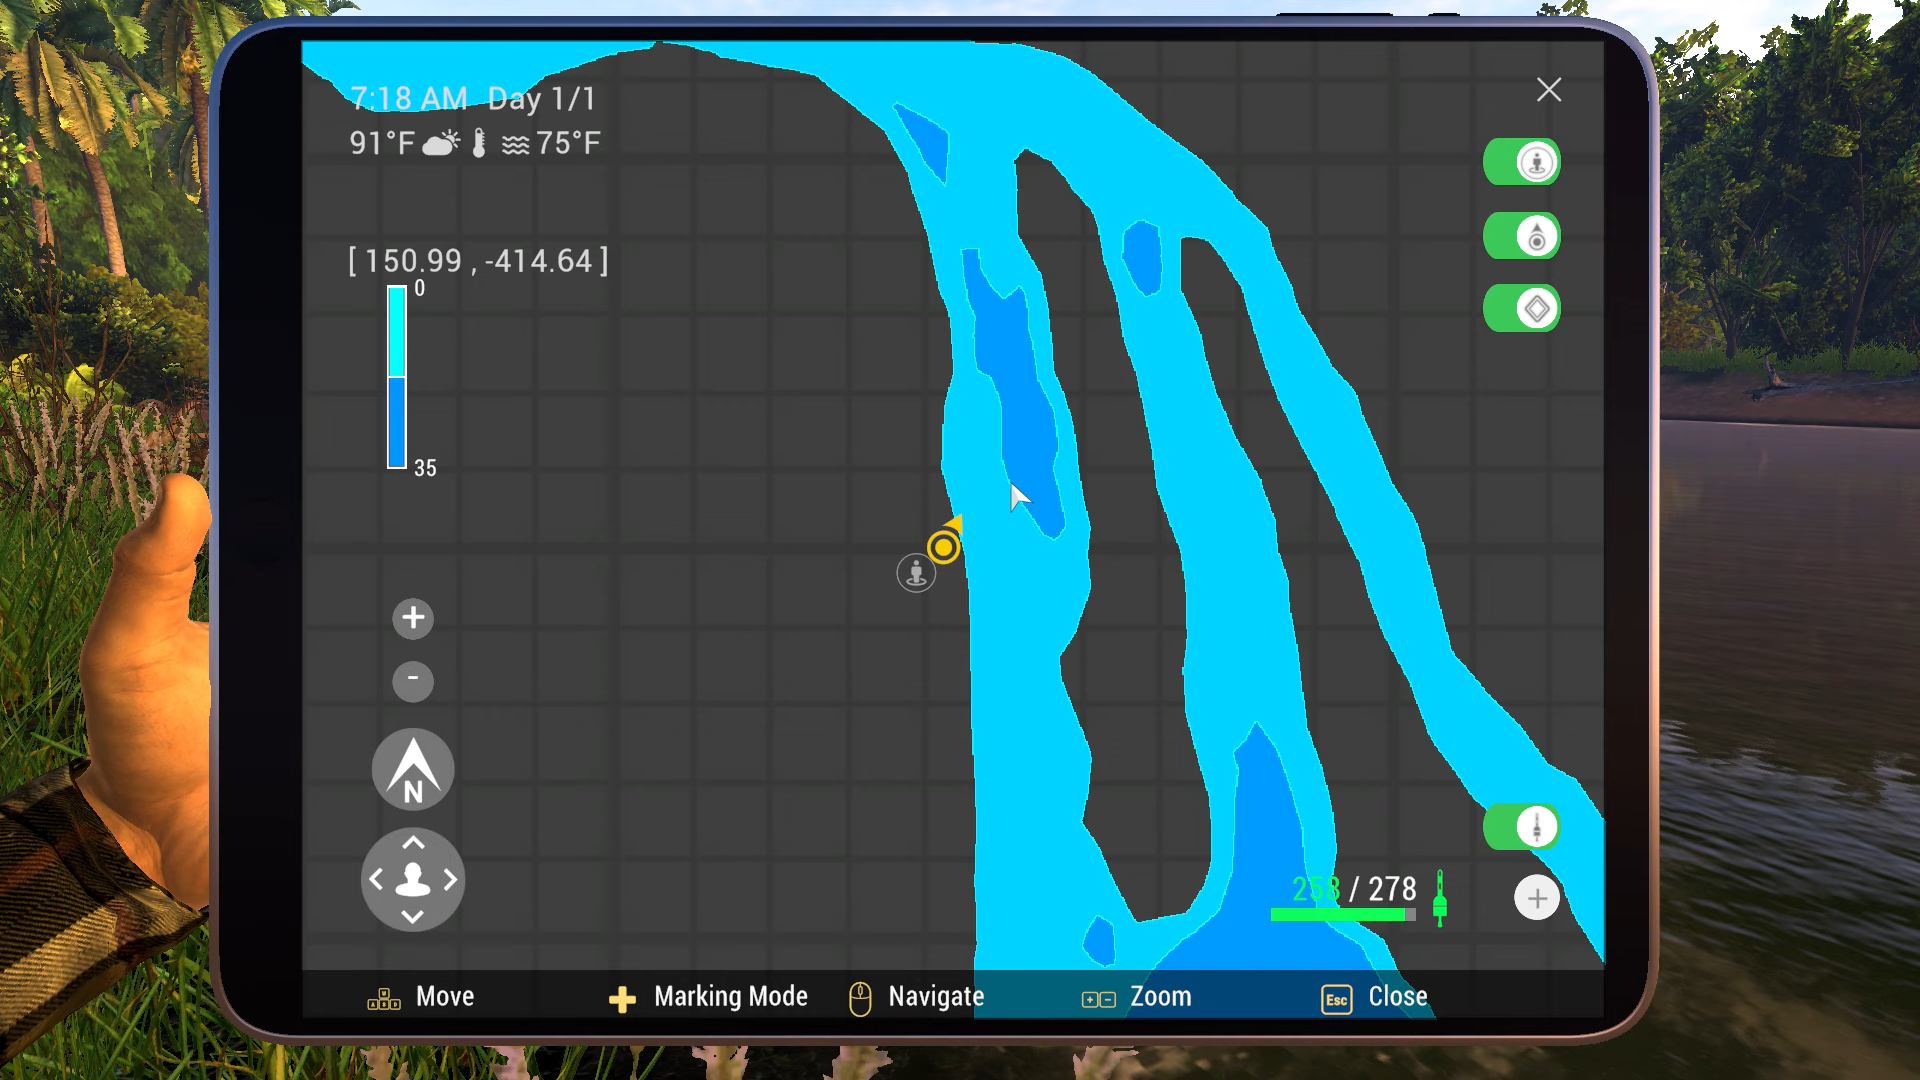 7:18 AM Day 1/1
91°F 75°F
[ 150.99 , -414.64 ]
0
35
+
-
N
258 / 278
+
W
A S D Move
Marking Mode
Navigate
+ - Zoom
Esc Close